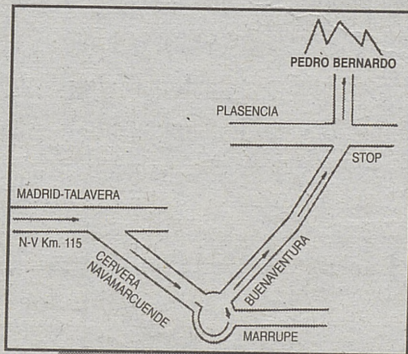 PEDRO BERNARDO
PLASENCIA
STOP
MADRID-TALAVERA
N-V Km. 115
CERVERA
NAVAMARCUENDE
BUENAVENTURA
MARRUPE